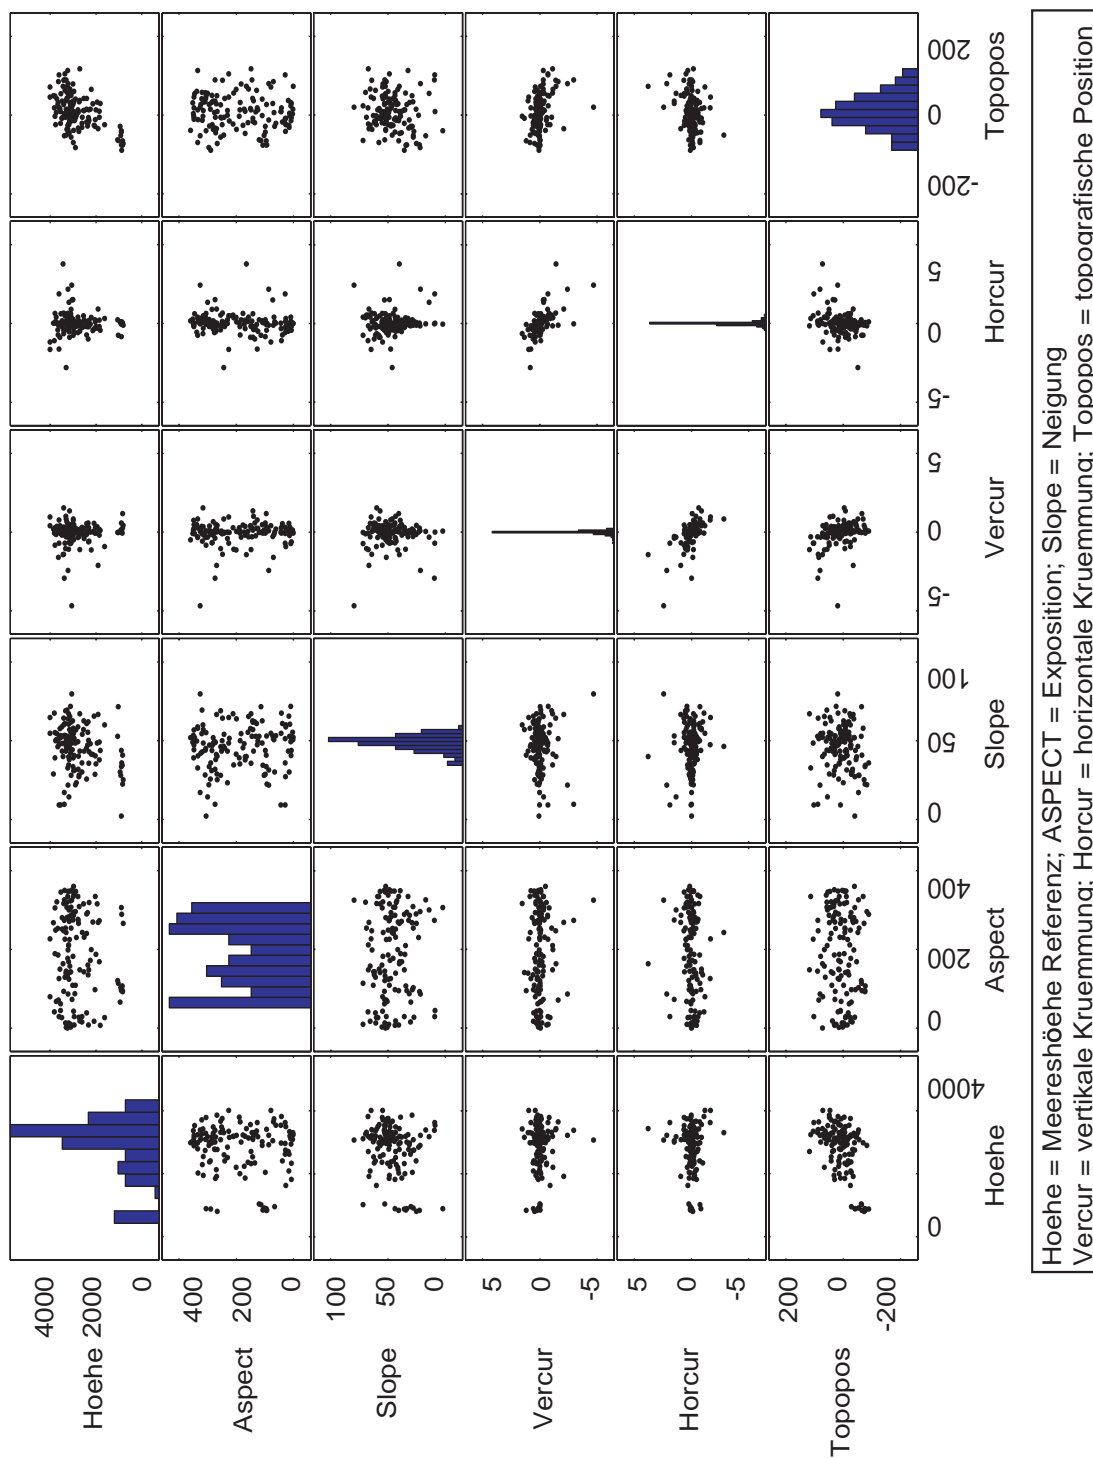 4000
Hoehe 2000
0
400
Aspect 200
0
100
Slope 50
0
5
Vercur 0
-5
5
Horcur 0
-5
200
Topopos 0
-200
0 4000 0 200 400 0 50 100 -5 0 5 -5 0 5 -200 0 200
Hoehe Aspect Slope Vercur Horcur Topopos
Hoehe = Meereshöehe Referenz; ASPECT = Exposition; Slope = Neigung
Vercur = vertikale Kruemmung; Horcur = horizontale Kruemmung; Topopos = topografische Position